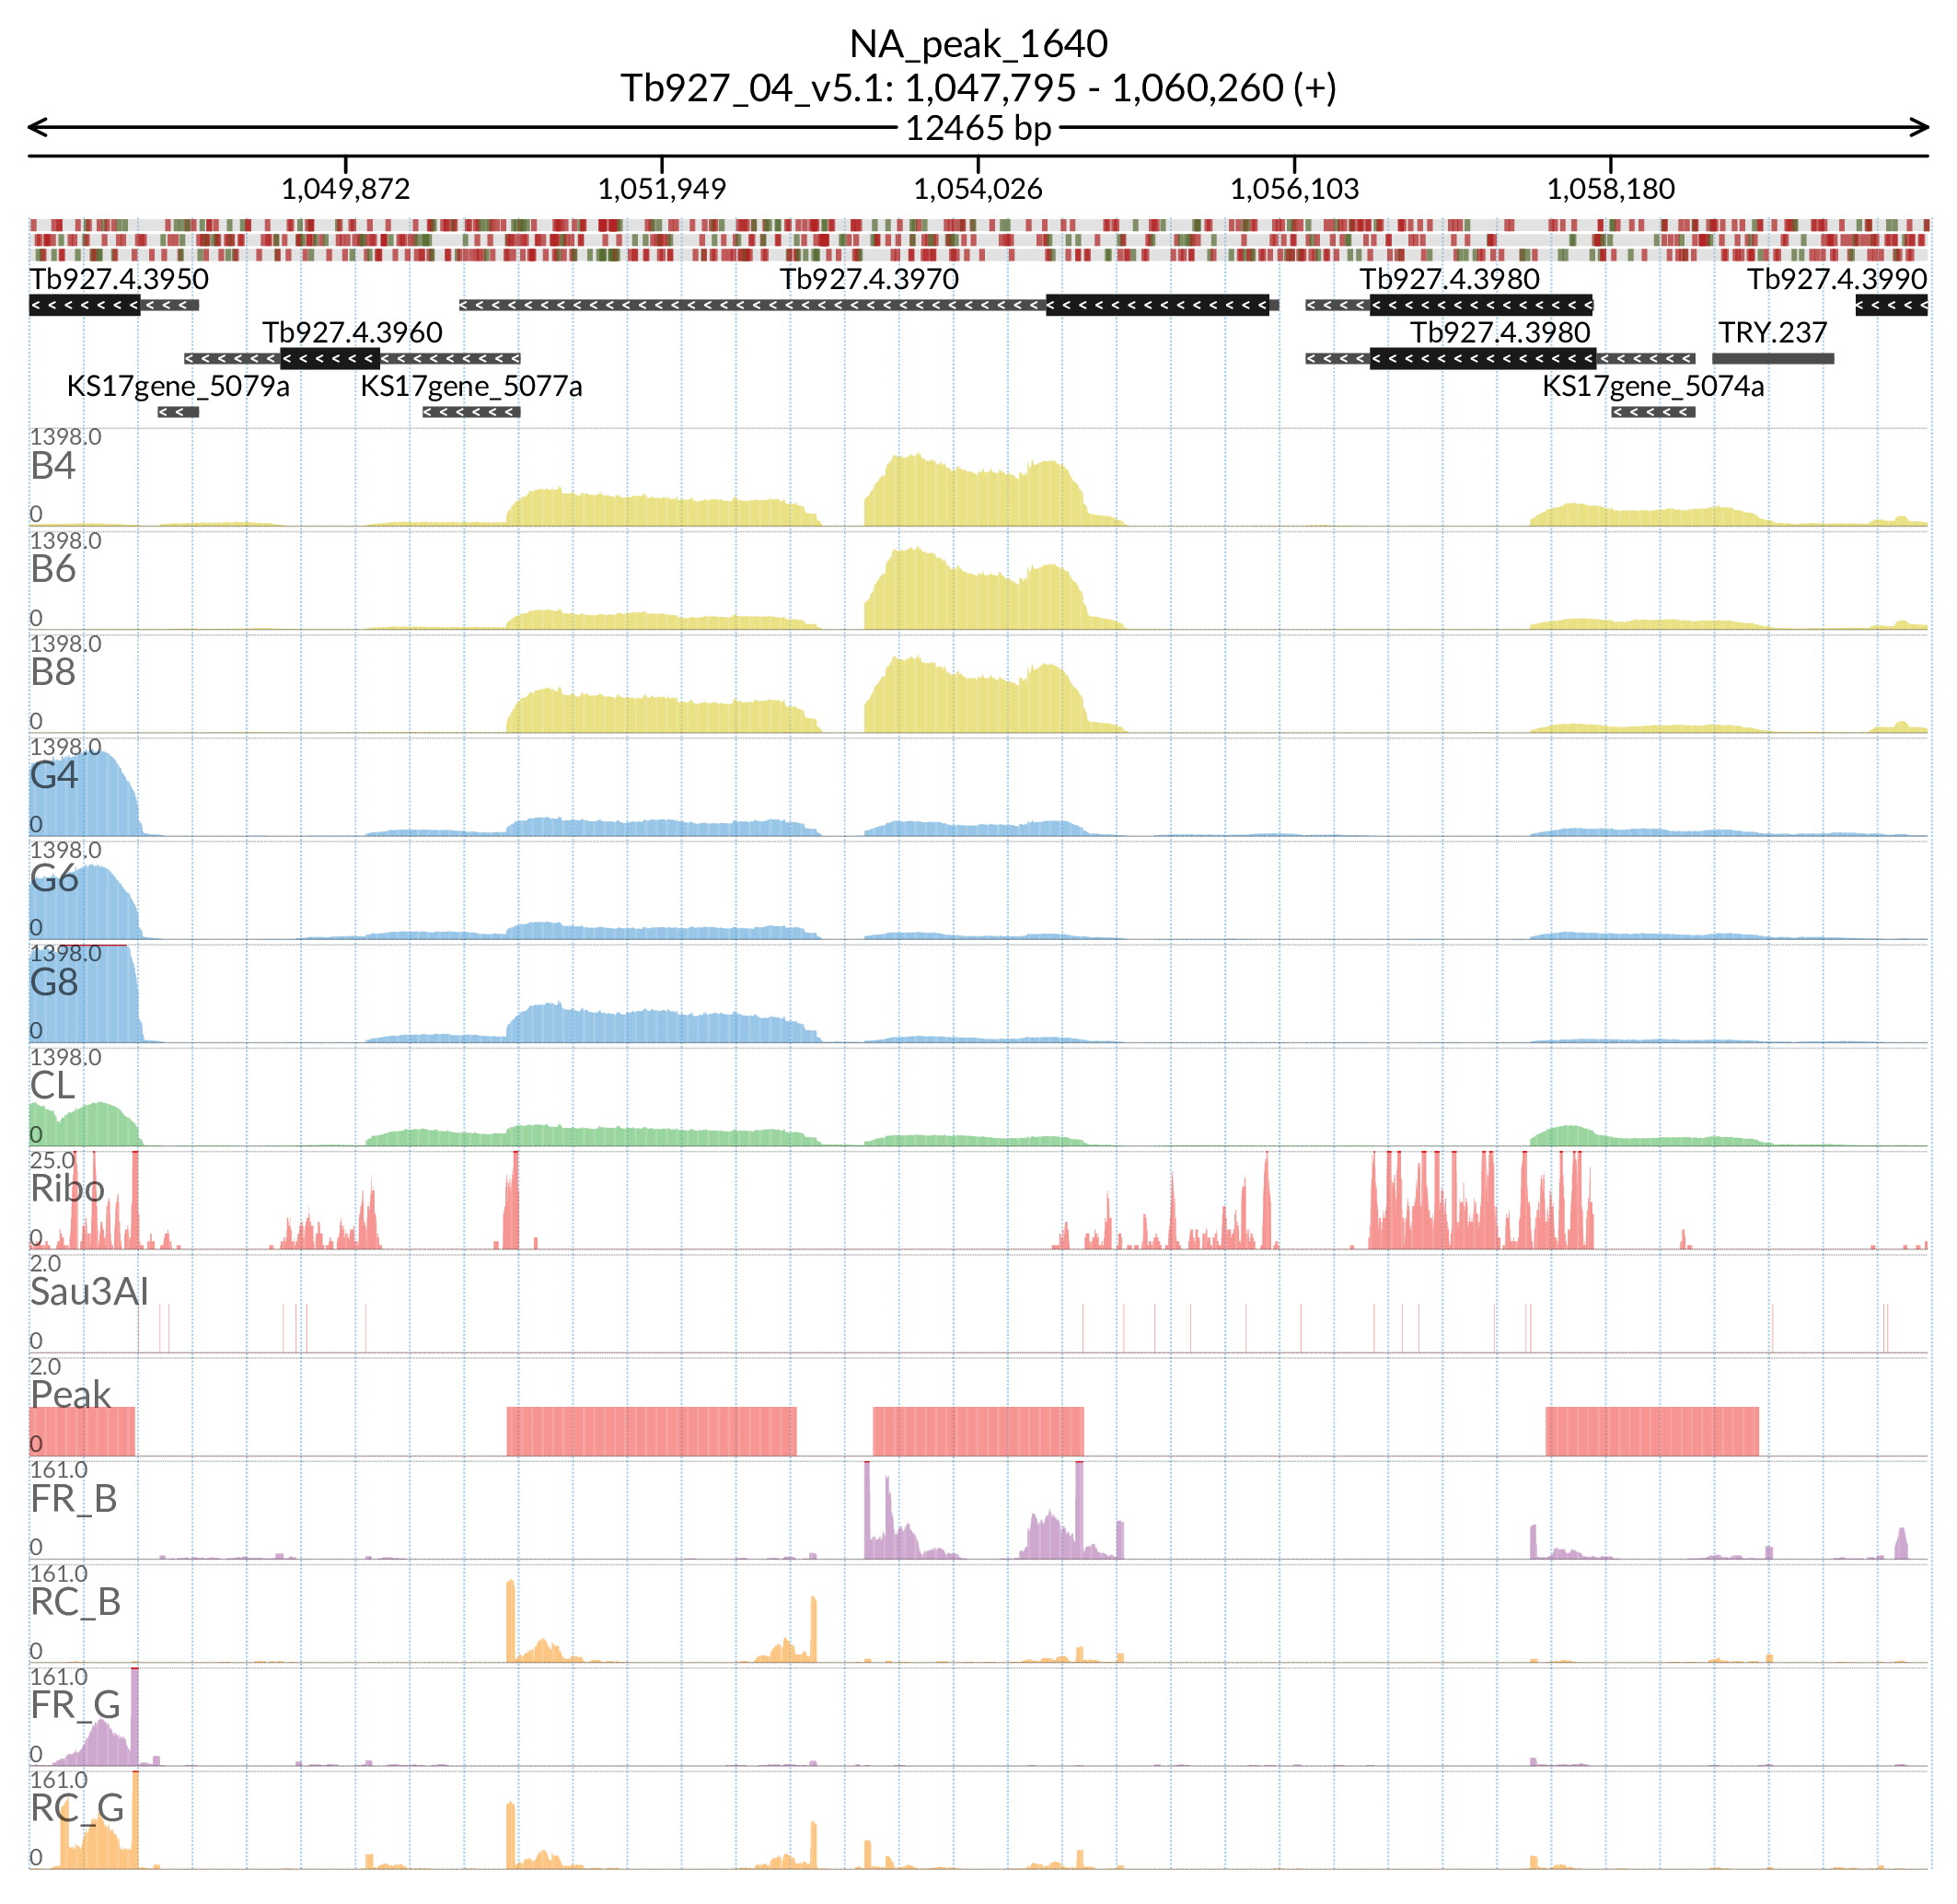 NA_peak_1640
Tb927_04_v5.1: 1,047,795 - 1,060,260 (+)
12465 bp
1,049,872 1,051,949 1,054,026 1,056,103 1,058,180
Tb927.4.3950 Tb927.4.3970 Tb927.4.3980 Tb927.4.3990
Tb927.4.3960 Tb927.4.3980 TRY.237
KS17gene_5079a KS17gene_5077a KS17gene_5074a
1398.0
B4
0
1398.0
B6
0
1398.0
B8
0
1398.0
G4
0
1398.0
G6
0
1398.0
G8
0
1398.0
CL
0
25.0
Ribo
0
2.0
Sau3AI
0
2.0
Peak
0
161.0
FR_B
0
161.0
RC_B
0
161.0
FR_G
0
161.0
RC_G
0